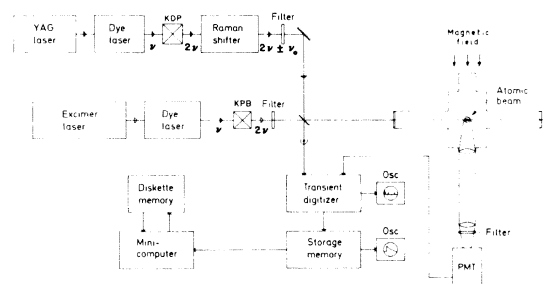 YAG
laser
Dye
laser
ν
KDP
2ν
Raman
shifter
2ν ± νₒ
Filter
Magnetic
field
Atomic
beam
Excimer
laser
Dye
laser
ν
KPB
2ν
Filter
Diskette
memory
Transient
digitizer
Osc
Mini-
computer
Storage
memory
Osc
Filter
PMT